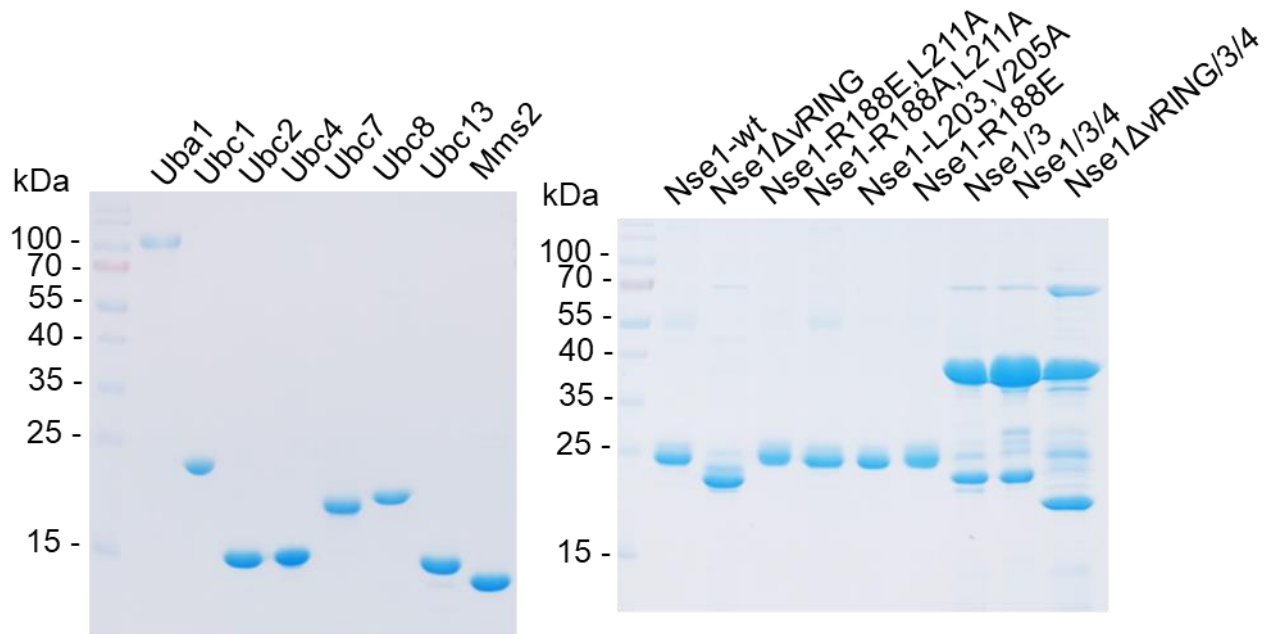 kDa
Uba1
Ubc1
Ubc2
Ubc4
Ubc7
Ubc8
Ubc13
Mms2
100 -
70 -
55 -
40 -
35 -
25 -
15 -
kDa
Nse1-wt
Nse1ΔvRING
Nse1-R188E,L211A
Nse1-R188A,L211A
Nse1-L203, V205A
Nse1-R188E
Nse1/3
Nse1/3/4
Nse1ΔvRING/3/4
100 -
70 -
55 -
40 -
35 -
25 -
15 -